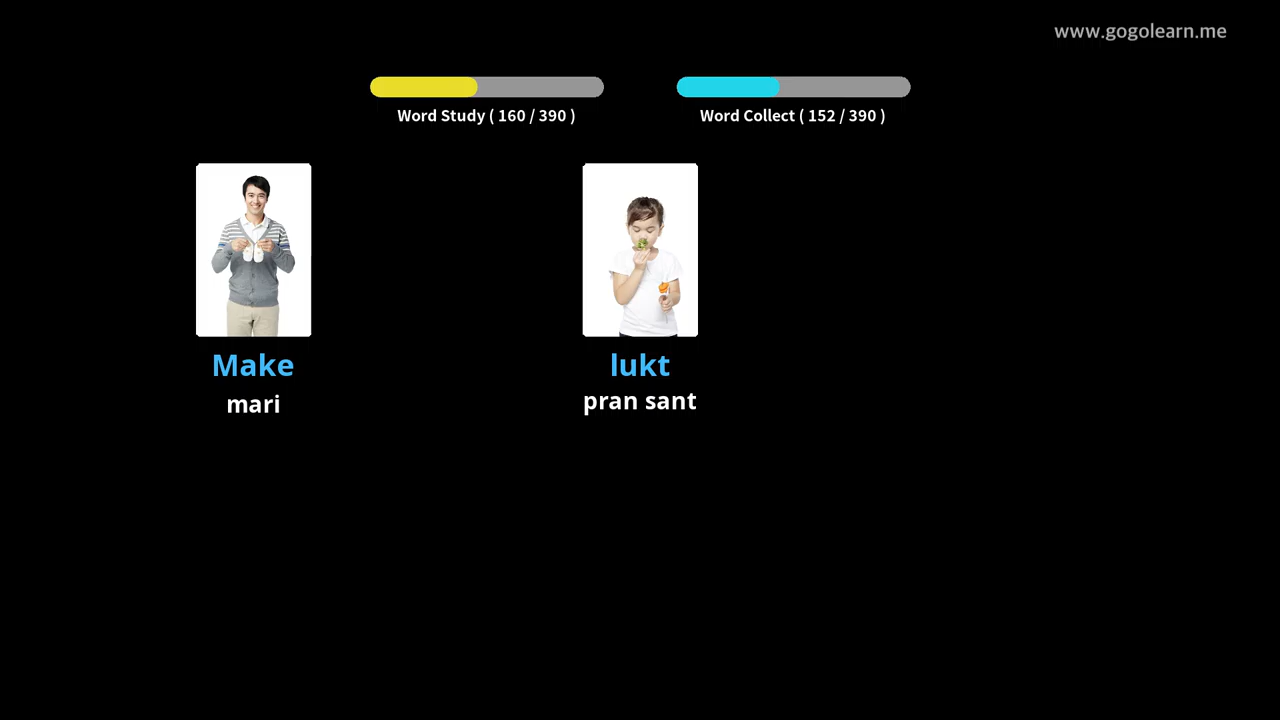 www.gogolearn.me
Word Study ( 160 / 390 )
Word Collect ( 152 / 390 )
Make
mari
lukt
pran sant